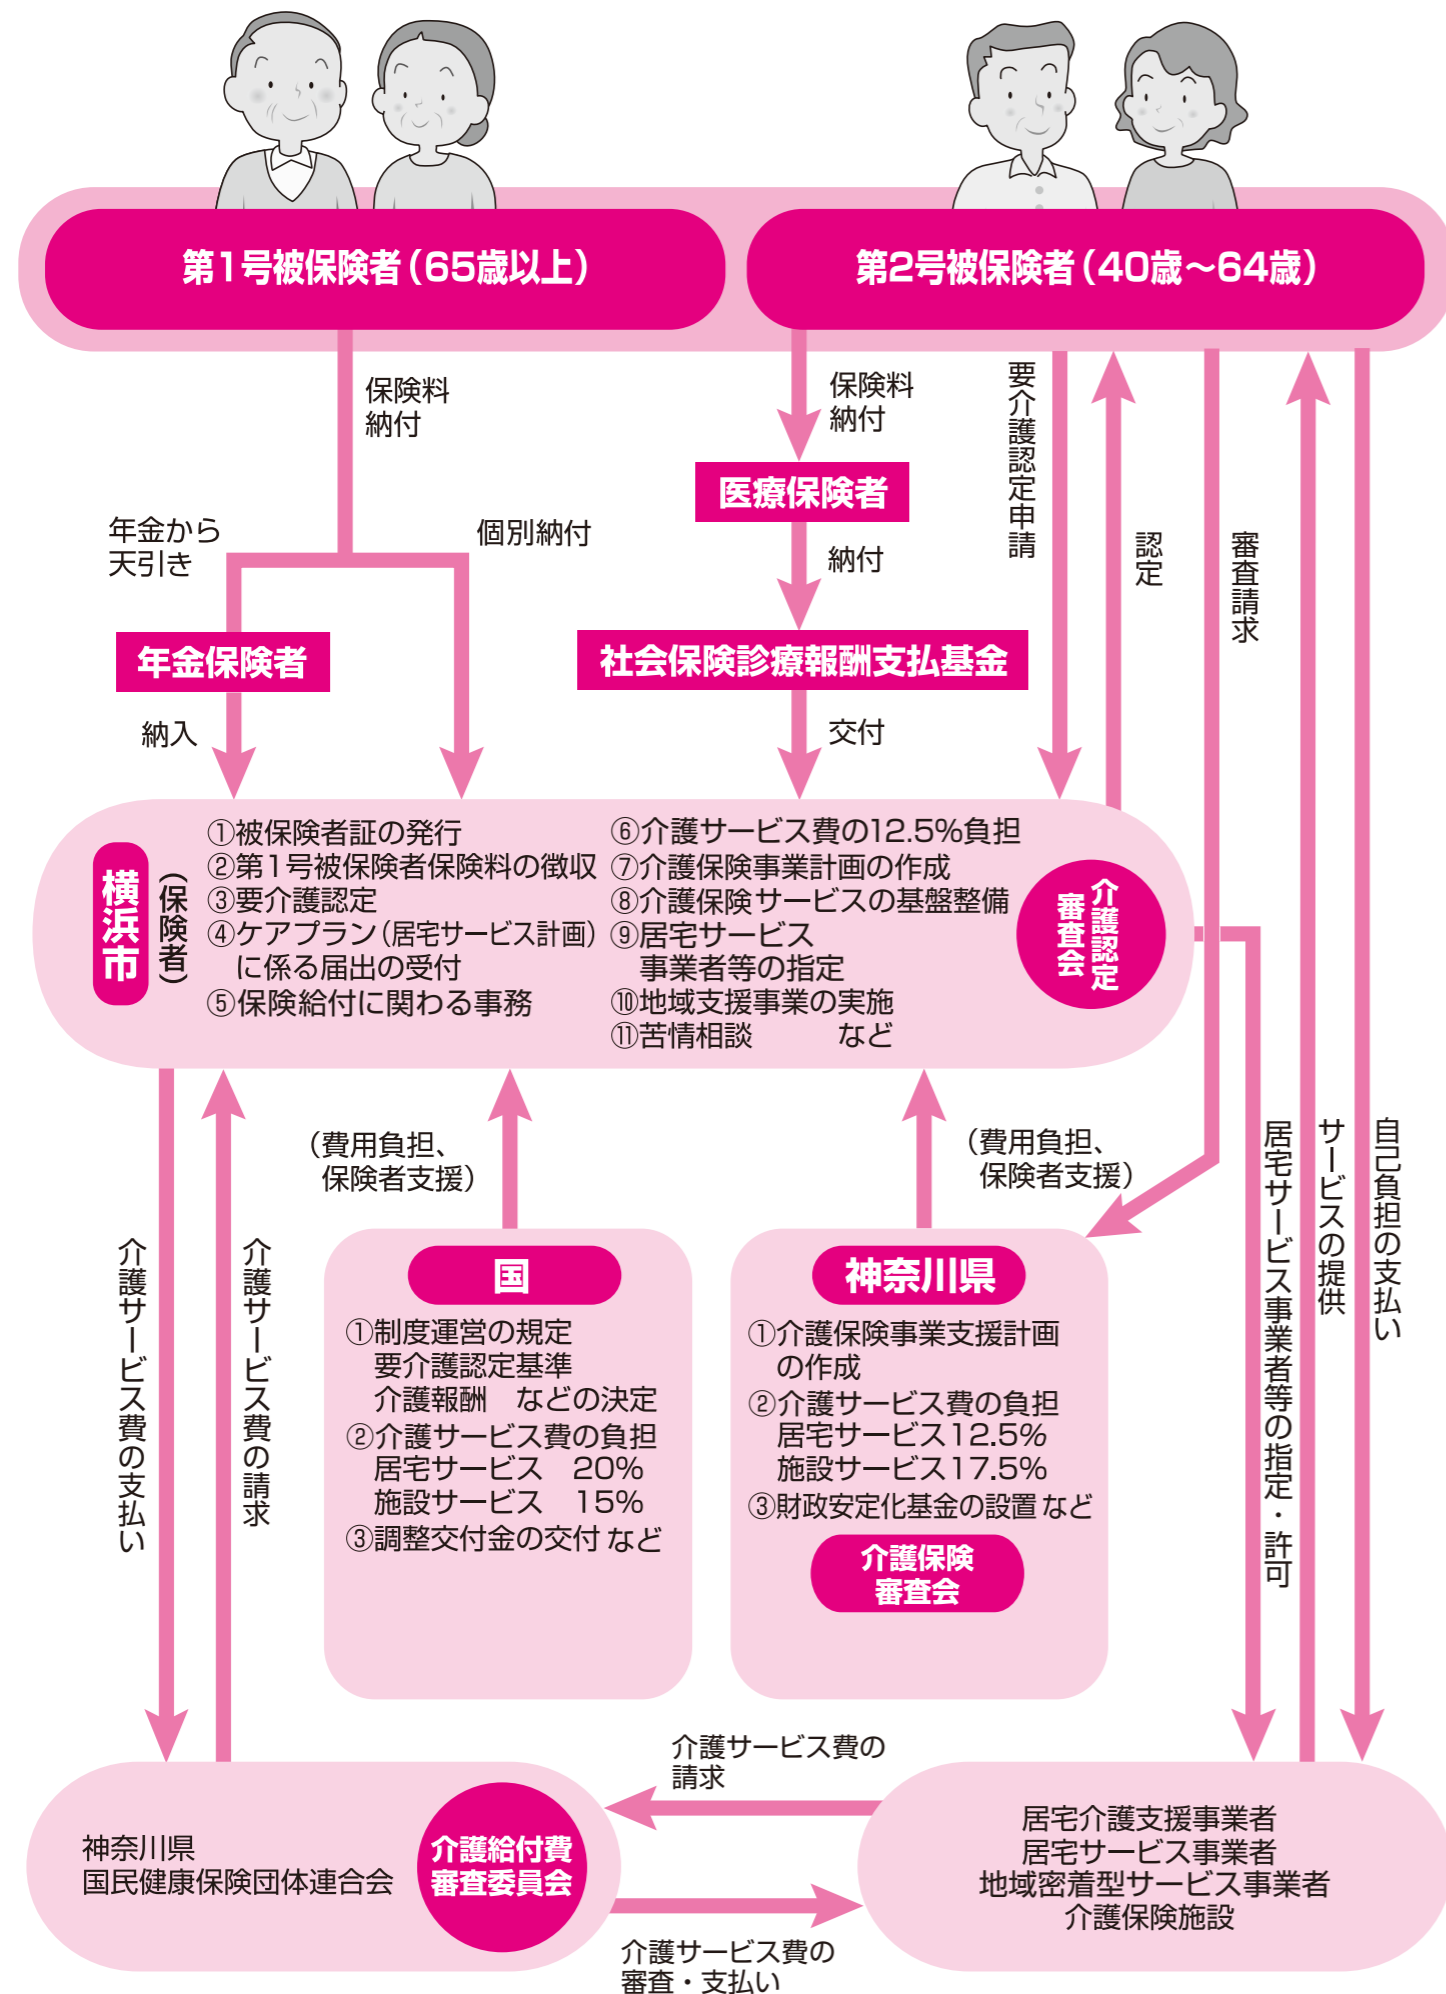 第1号被保険者（65歳以上）
第2号被保険者（40歳～64歳）
保険料
納付
保険料
納付
要介護認定申請
認定
審査請求
医療保険者
年金から
天引き
個別納付
納付
年金保険者
社会保険診療報酬支払基金
納入
交付
横浜市
（保険者）
①被保険者証の発行
②第1号被保険者保険料の徴収
③要介護認定
④ケアプラン（居宅サービス計画）
に係る届出の受付
⑤保険給付に関わる事務
⑥介護サービス費の12.5%負担
⑦介護保険事業計画の作成
⑧介護保険サービスの基盤整備
⑨居宅サービス
事業者等の指定
⑩地域支援事業の実施
⑪苦情相談　　　など
介護認定
審査会
（費用負担、
保険者支援）
（費用負担、
保険者支援）
介護サービス費の支払い
介護サービス費の請求
居宅サービス事業者等の指定・許可
サービスの提供
自己負担の支払い
国
①制度運営の規定
要介護認定基準
介護報酬　などの決定
②介護サービス費の負担
居宅サービス　20%
施設サービス　15%
③調整交付金の交付 など
神奈川県
①介護保険事業支援計画
の作成
②介護サービス費の負担
居宅サービス12.5%
施設サービス17.5%
③財政安定化基金の設置 など
介護保険
審査会
介護サービス費の
請求
神奈川県
国民健康保険団体連合会
介護給付費
審査委員会
居宅介護支援事業者
居宅サービス事業者
地域密着型サービス事業者
介護保険施設
介護サービス費の
審査・支払い